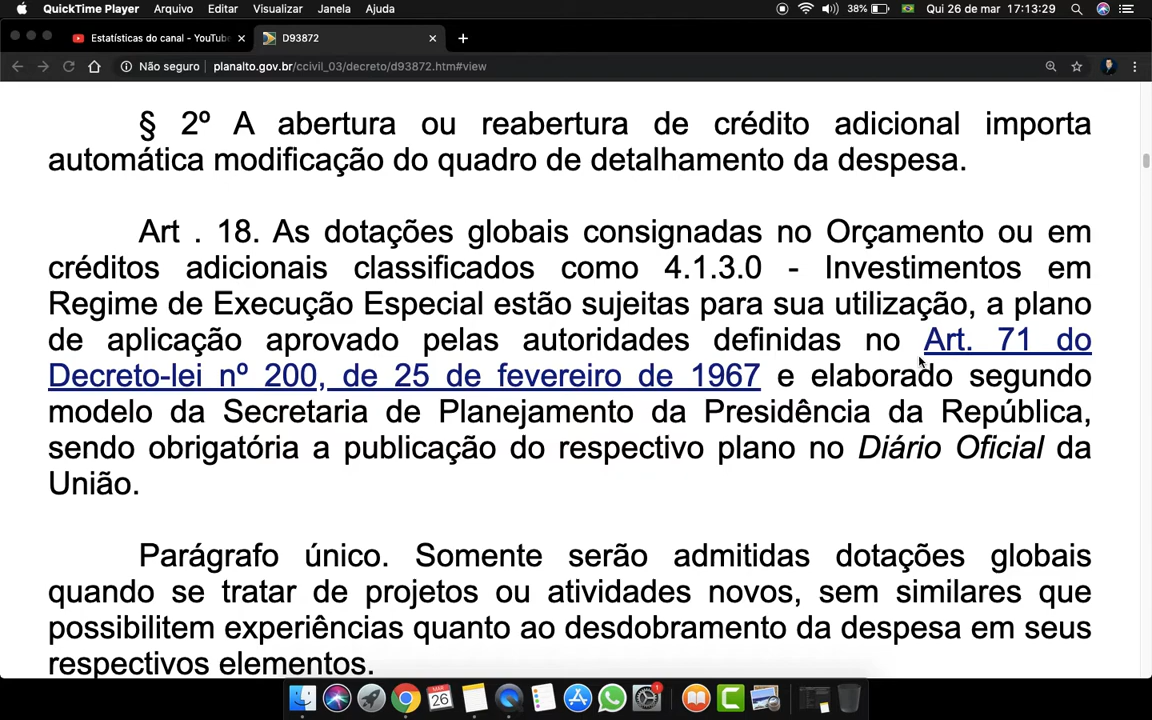 QuickTime Player Arquivo Editar Visualizar Janela Ajuda 38% Qui 26 de mar 17:13:29
Estatísticas do canal - YouTube D93872
Não seguro planalto.gov.br/ccivil_03/decreto/d93872.htm#view
§ 2º A abertura ou reabertura de crédito adicional importa
automática modificação do quadro de detalhamento da despesa.
Art . 18. As dotações globais consignadas no Orçamento ou em
créditos adicionais classificados como 4.1.3.0 - Investimentos em
Regime de Execução Especial estão sujeitas para sua utilização, a plano
de aplicação aprovado pelas autoridades definidas no Art. 71 do
Decreto-lei nº 200, de 25 de fevereiro de 1967 e elaborado segundo
modelo da Secretaria de Planejamento da Presidência da República,
sendo obrigatória a publicação do respectivo plano no Diário Oficial da
União.
Parágrafo único. Somente serão admitidas dotações globais
quando se tratar de projetos ou atividades novos, sem similares que
possibilitem experiências quanto ao desdobramento da despesa em seus
respectivos elementos.
26
1